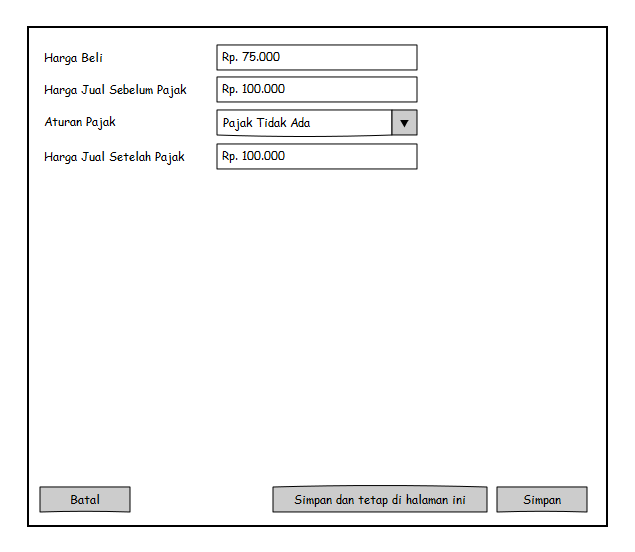 Harga Beli Rp. 75.000
Harga Jual Sebelum Pajak Rp. 100.000
Aturan Pajak Pajak Tidak Ada
Harga Jual Setelah Pajak Rp. 100.000
Batal Simpan dan tetap di halaman ini Simpan